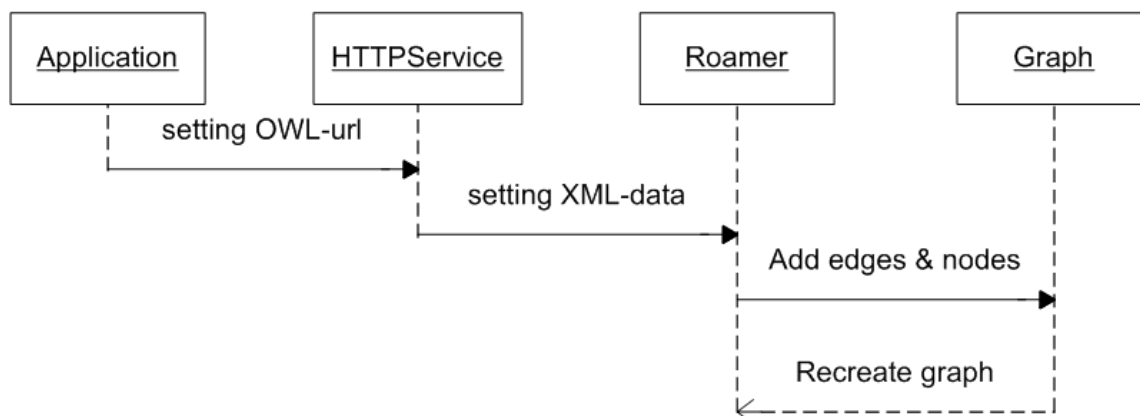 Application
HTTPService
Roamer
Graph
setting OWL-url
setting XML-data
Add edges & nodes
Recreate graph